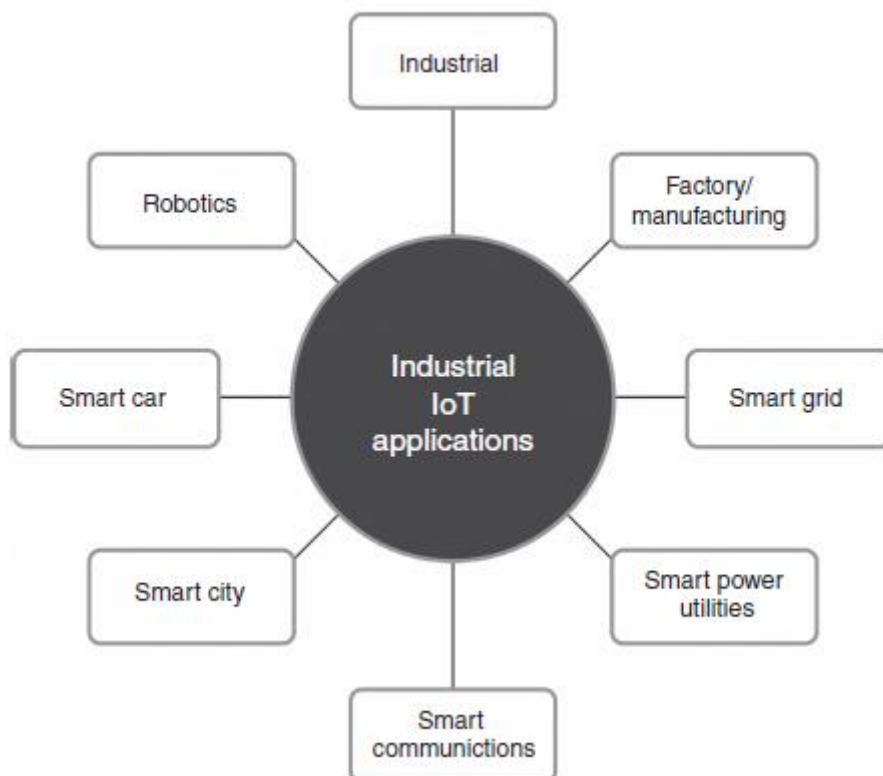 Industrial
Robotics
Factory/
manufacturing
Industrial
IoT
applications
Smart car
Smart grid
Smart city
Smart power
utilities
Smart
communictions